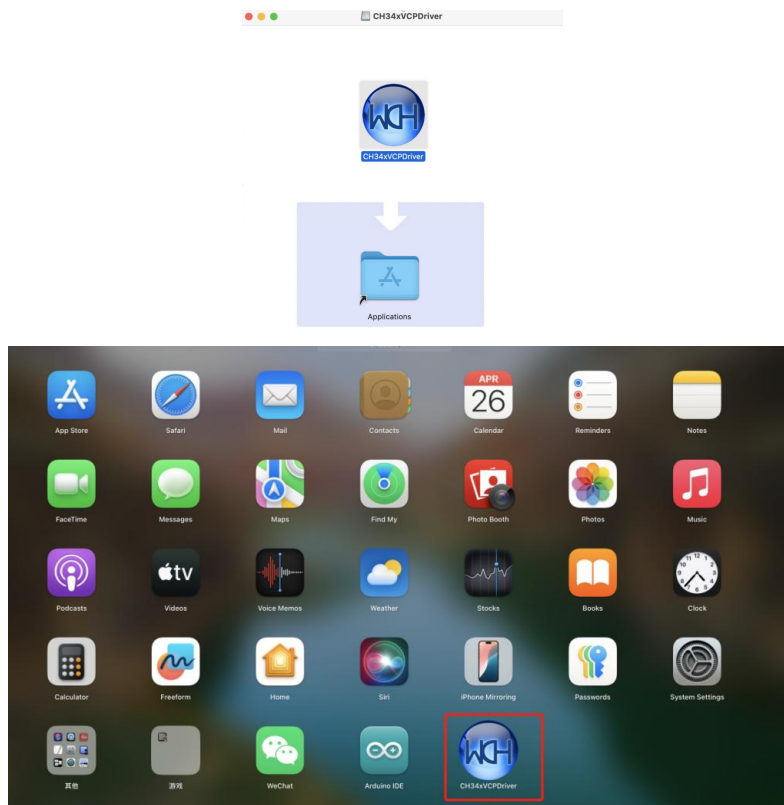 CH34xVCPDriver
WCH
CH34xVCPDriver
Applications
APR
26
App Store
Safari
Mail
Contacts
Calendar
Reminders
Notes
FaceTime
Messages
Maps
Find My
Photo Booth
Photos
Music
tv
Podcasts
Videos
Voice Memos
Weather
Stocks
Books
Clock
Calculator
Freeform
Home
Siri
iPhone Mirroring
Passwords
System Settings
WCH
其他
游戏
WeChat
Arduino IDE
CH34xVCPDriver